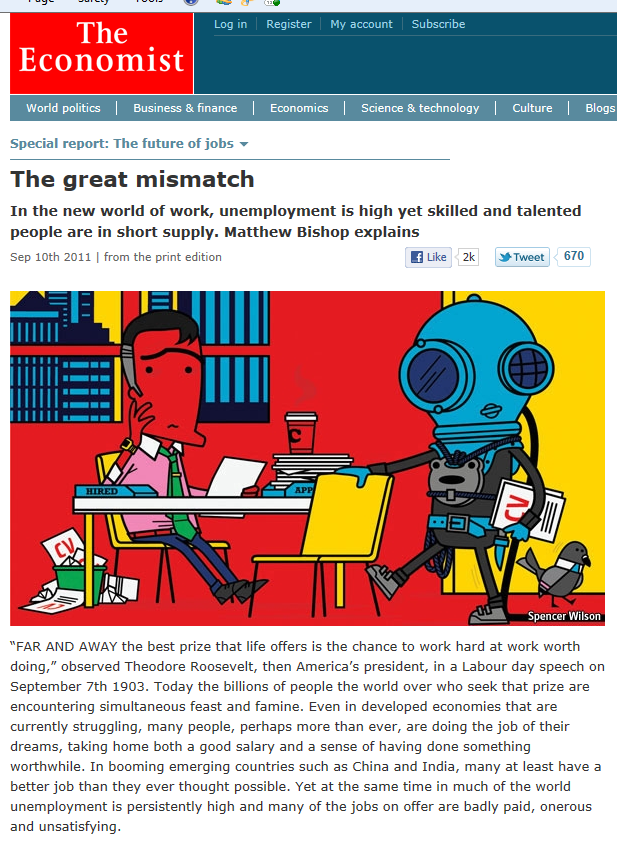 Page Safety Tools
The
Economist
Log in Register My account Subscribe
World politics Business & finance Economics Science & technology Culture Blogs
Special report: The future of jobs
The great mismatch
In the new world of work, unemployment is high yet skilled and talented
people are in short supply. Matthew Bishop explains
Sep 10th 2011 | from the print edition
Like 2k Tweet 670
C
HIRED
APP
CV
CV
Spencer Wilson
“FAR AND AWAY the best prize that life offers is the chance to work hard at work worth
doing,” observed Theodore Roosevelt, then America’s president, in a Labour day speech on
September 7th 1903. Today the billions of people the world over who seek that prize are
encountering simultaneous feast and famine. Even in developed economies that are
currently struggling, many people, perhaps more than ever, are doing the job of their
dreams, taking home both a good salary and a sense of having done something
worthwhile. In booming emerging countries such as China and India, many at least have a
better job than they ever thought possible. Yet at the same time in much of the world
unemployment is persistently high and many of the jobs on offer are badly paid, onerous
and unsatisfying.